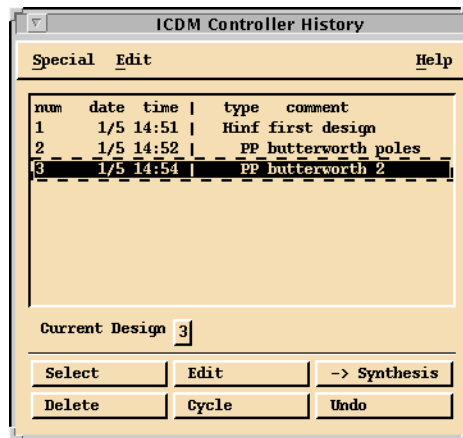 ICDM Controller History
Special Edit Help
num date time | type comment
1 1/5 14:51 | Hinf first design
2 1/5 14:52 | PP butterworth poles
3 1/5 14:54 | PP butterworth 2
Current Design 3
Select Edit -> Synthesis
Delete Cycle Undo